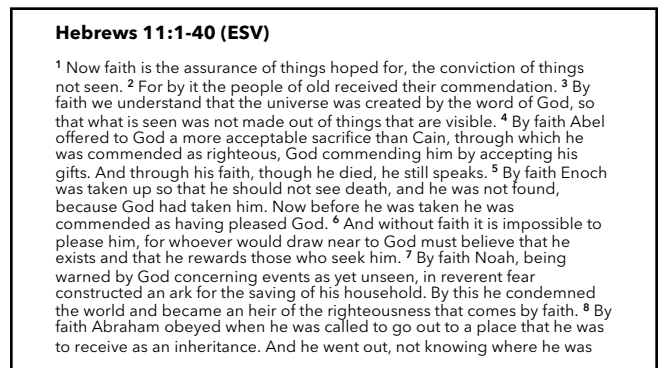 Hebrews 11:1-40 (ESV)
1 Now faith is the assurance of things hoped for, the conviction of things
not seen. 2 For by it the people of old received their commendation. 3 By
faith we understand that the universe was created by the word of God, so
that what is seen was not made out of things that are visible. 4 By faith Abel
offered to God a more acceptable sacrifice than Cain, through which he
was commended as righteous, God commending him by accepting his
gifts. And through his faith, though he died, he still speaks. 5 By faith Enoch
was taken up so that he should not see death, and he was not found,
because God had taken him. Now before he was taken he was
commended as having pleased God. 6 And without faith it is impossible to
please him, for whoever would draw near to God must believe that he
exists and that he rewards those who seek him. 7 By faith Noah, being
warned by God concerning events as yet unseen, in reverent fear
constructed an ark for the saving of his household. By this he condemned
the world and became an heir of the righteousness that comes by faith. 8 By
faith Abraham obeyed when he was called to go out to a place that he was
to receive as an inheritance. And he went out, not knowing where he was